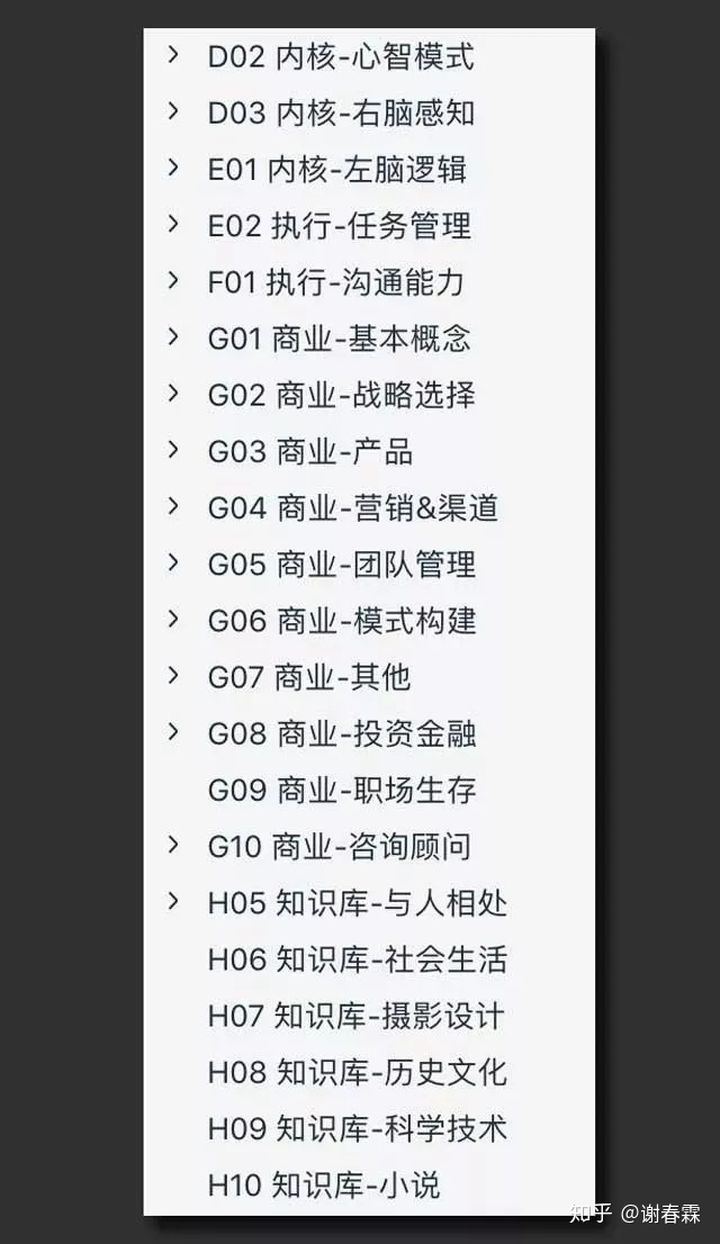 D02 内核-心智模式
D03 内核-右脑感知
E01 内核-左脑逻辑
E02 执行-任务管理
F01 执行-沟通能力
G01 商业-基本概念
G02 商业-战略选择
G03 商业-产品
G04 商业-营销&渠道
G05 商业-团队管理
G06 商业-模式构建
G07 商业-其他
G08 商业-投资金融
G09 商业-职场生存
G10 商业-咨询顾问
H05 知识库-与人相处
H06 知识库-社会生活
H07 知识库-摄影设计
H08 知识库-历史文化
H09 知识库-科学技术
H10 知识库-小说
知乎 @谢春霖